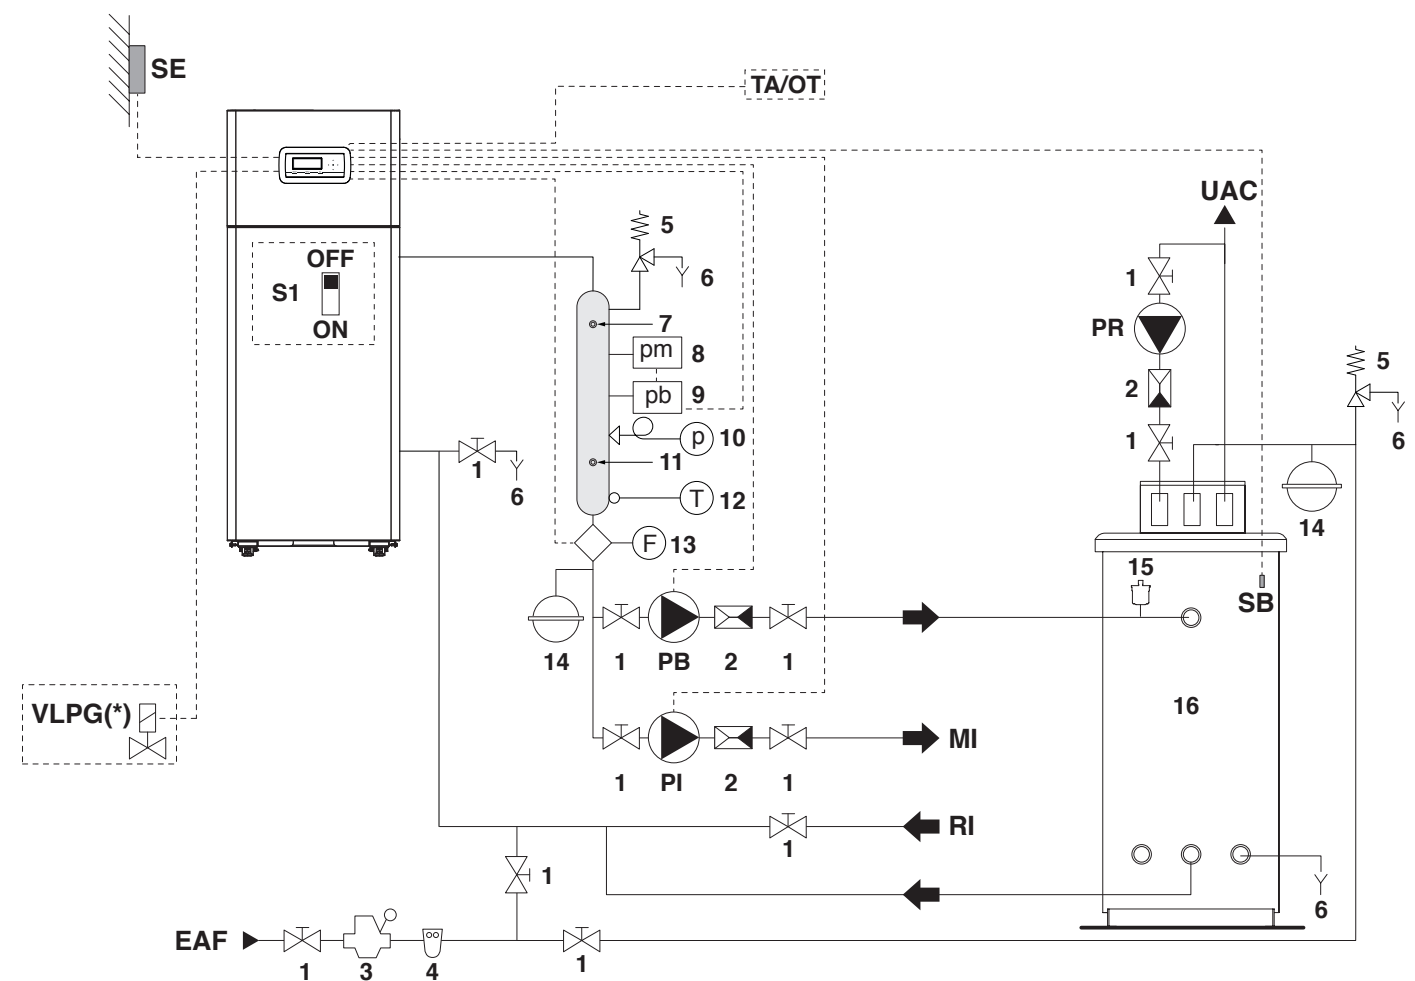 SE
TA/OT
UAC
OFF
S1
ON
5
6
7
pm 8
pb 9
p 10
11
T 12
F 13
1
6
1
PR
2
1
5
6
14
15
SB
14
1 PB 2 1
16
VLPG(*)
MI
1 PI 2 1
RI
1
1
6
EAF
1 3 4 1